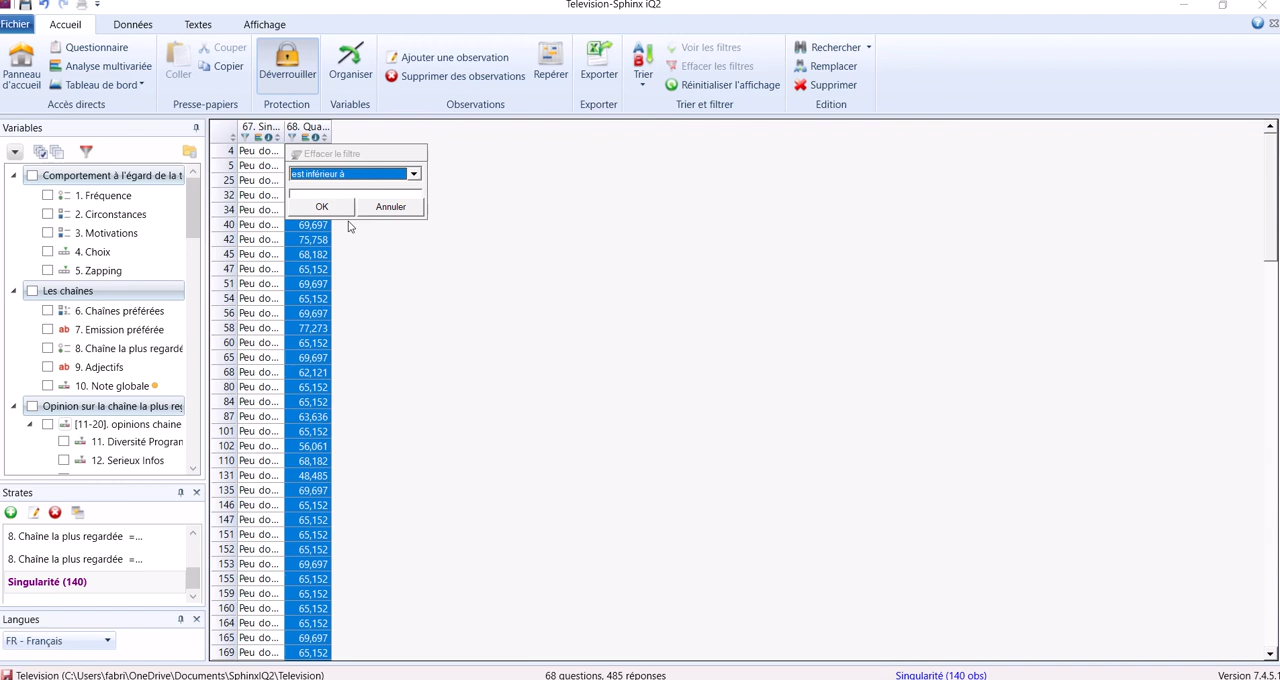 Television-Sphinx iQ2
Fichier
Accueil
Données
Textes
Affichage
Panneau d'accueil
Questionnaire
Analyse multivariée
Tableau de bord
Accès directs
Coller
Couper
Copier
Presse-papiers
Déverrouiller
Protection
Organiser
Variables
Ajouter une observation
Supprimer des observations
Repérer
Observations
Exporter
Exporter
Trier
Voir les filtres
Effacer les filtres
Réinitialiser l'affichage
Trier et filtrer
Rechercher
Remplacer
Supprimer
Edition
Variables
Comportement à l'égard de la t
1. Fréquence
2. Circonstances
3. Motivations
4. Choix
5. Zapping
Les chaînes
6. Chaînes préférées
ab 7. Emission préférée
8. Chaîne la plus regardé
ab 9. Adjectifs
10. Note globale
Opinion sur la chaîne la plus reg
[11-20]. opinions chaine
11. Diversité Program
12. Serieux Infos
Strates
8. Chaîne la plus regardée =...
8. Chaîne la plus regardée =...
Singularité (140)
Langues
FR - Français
67. Sin... 68. Qua...
Effacer le filtre
est inférieur à
OK Annuler
4 Peu do...
5 Peu do...
25 Peu do...
32 Peu do...
34 Peu do...
40 Peu do... 69,697
42 Peu do... 75,758
45 Peu do... 68,182
47 Peu do... 65,152
51 Peu do... 69,697
54 Peu do... 65,152
56 Peu do... 69,697
58 Peu do... 77,273
60 Peu do... 65,152
65 Peu do... 69,697
68 Peu do... 62,121
80 Peu do... 65,152
84 Peu do... 65,152
87 Peu do... 63,636
101 Peu do... 65,152
102 Peu do... 56,061
110 Peu do... 68,182
131 Peu do... 48,485
135 Peu do... 69,697
146 Peu do... 65,152
147 Peu do... 65,152
151 Peu do... 65,152
152 Peu do... 65,152
153 Peu do... 69,697
155 Peu do... 65,152
159 Peu do... 65,152
160 Peu do... 65,152
164 Peu do... 65,152
165 Peu do... 69,697
169 Peu do... 65,152
Television (C:\Users\fabri\OneDrive\Documents\SphinxIQ2\Television)
68 questions, 485 réponses
Singularité (140 obs)
Version 7.4.5.1